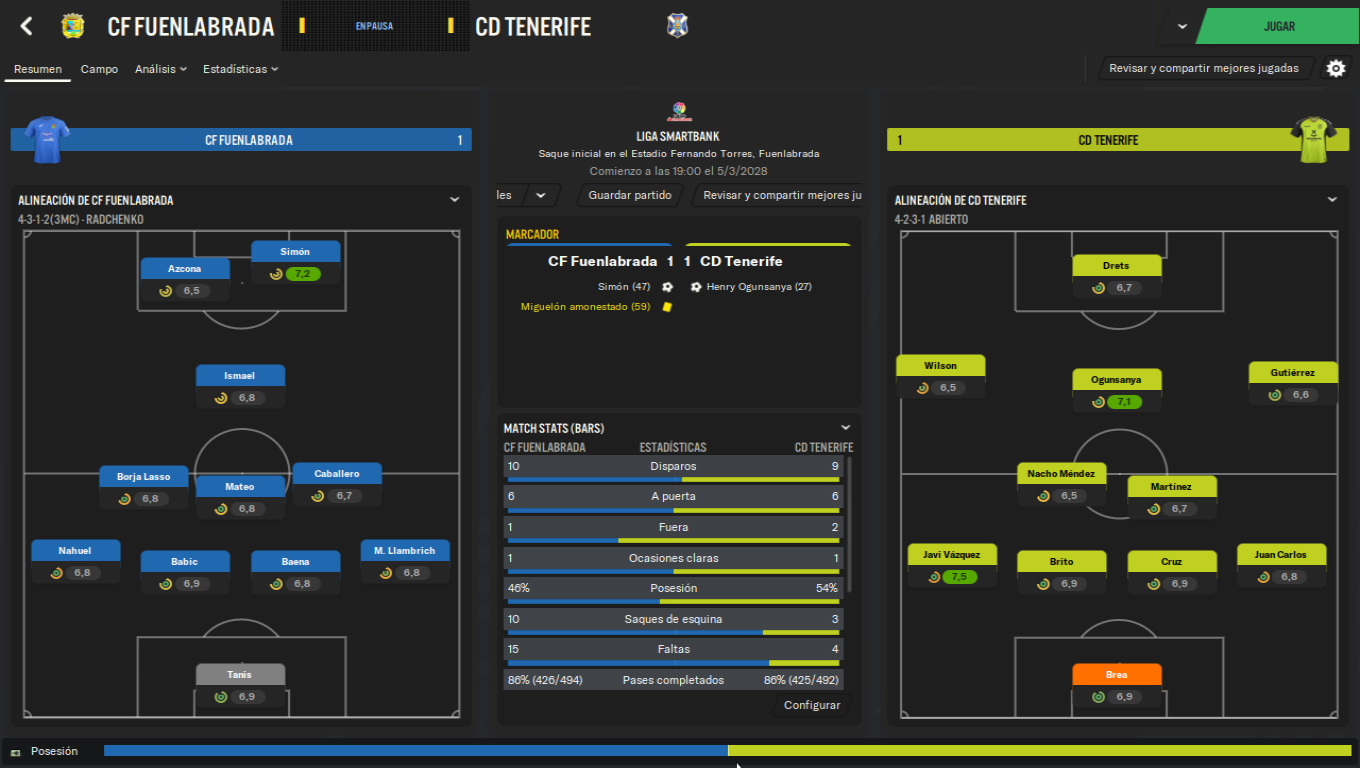 CF FUENLABRADA
EN PAUSA
CD TENERIFE
JUGAR
Resumen
Campo
Análisis
Estadísticas
Revisar y compartir mejores jugadas
CF FUENLABRADA 1
LIGA SMARTBANK
Saque inicial en el Estadio Fernando Torres, Fuenlabrada
Comienzo a las 19:00 el 5/3/2028
les
Guardar partido
Revisar y compartir mejores ju
1 CD TENERIFE
ALINEACIÓN DE CF FUENLABRADA
4-3-1-2(3MC) - RADCHENKO
Simón
7,2
Azcona
6,5
Ismael
6,8
Borja Lasso
6,8
Mateo
6,8
Caballero
6,7
Nahuel
6,8
Babic
6,9
Baena
6,8
M. Llambrich
6,8
Tanis
6,9
MARCADOR
CF Fuenlabrada 1 1 CD Tenerife
Simón (47) Henry Ogunsanya (27)
Miguelón amonestado (59)
MATCH STATS (BARS)
CF FUENLABRADA ESTADÍSTICAS CD TENERIFE
10 Disparos 9
6 A puerta 6
1 Fuera 2
1 Ocasiones claras 1
46% Posesión 54%
10 Saques de esquina 3
15 Faltas 4
86% (426/494) Pases completados 86% (425/492)
Configurar
ALINEACIÓN DE CD TENERIFE
4-2-3-1 ABIERTO
Drets
6,7
Wilson
6,5
Ogunsanya
7,1
Gutiérrez
6,6
Nacho Méndez
6,5
Martínez
6,7
Javi Vázquez
7,5
Brito
6,9
Cruz
6,9
Juan Carlos
6,8
Brea
6,9
Posesión